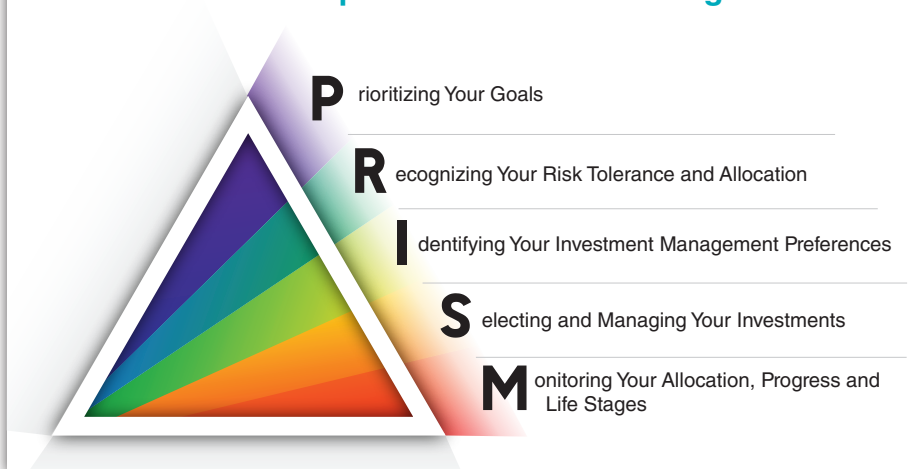 Prioritizing Your Goals
Recognizing Your Risk Tolerance and Allocation
Identifying Your Investment Management Preferences
Selecting and Managing Your Investments
Monitoring Your Allocation, Progress and
Life Stages